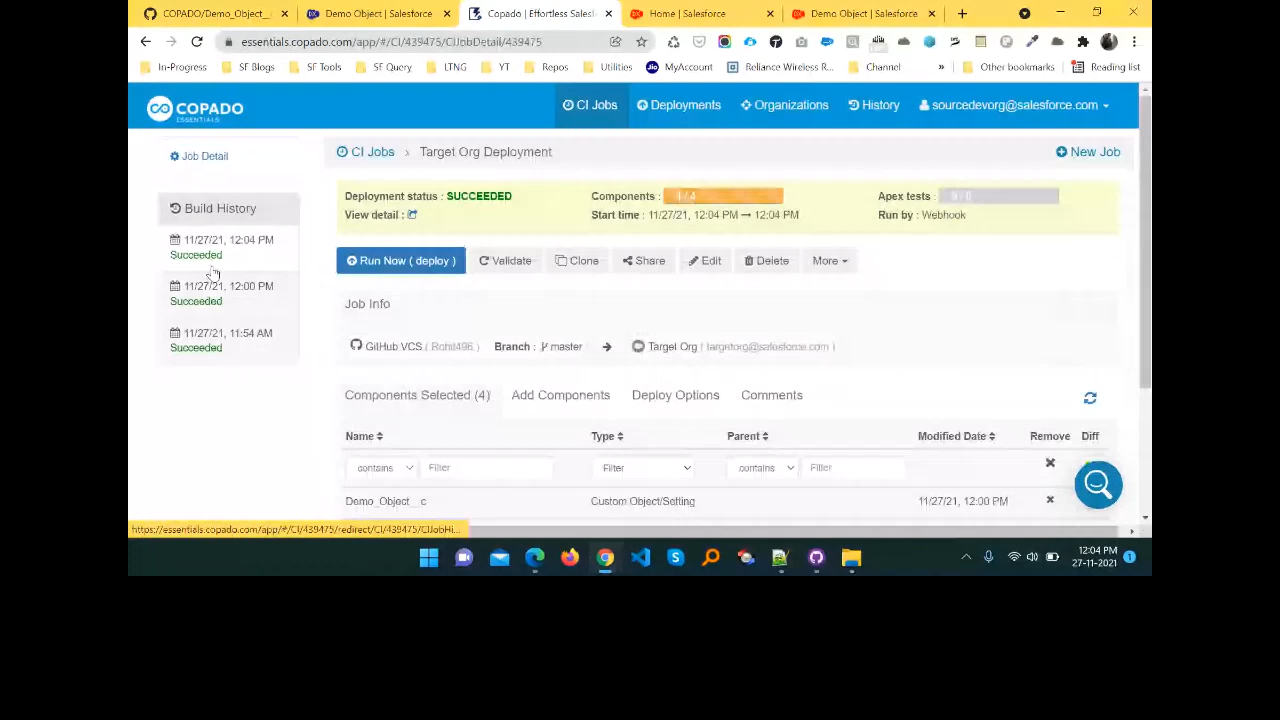 COPADO/Demo_Object__
Demo Object | Salesforce
Copado | Effortless Salesf
Home | Salesforce
Demo Object | Salesforce
essentials.copado.com/app/#/CI/439475/CIJobDetail/439475
In-Progress
SF Blogs
SF Tools
SF Query
LTNG
YT
Repos
Utilities
MyAccount
Reliance Wireless R...
Channel
»
Other bookmarks
Reading list
COPADO
ESSENTIALS
CI Jobs
Deployments
Organizations
History
sourcedevorg@salesforce.com
Job Detail
CI Jobs › Target Org Deployment
New Job
Build History
11/27/21, 12:04 PM
Succeeded
11/27/21, 12:00 PM
Succeeded
11/27/21, 11:54 AM
Succeeded
Deployment status : SUCCEEDED
Components :
Apex tests : 0 / 0
View detail :
Start time : 11/27/21, 12:04 PM → 12:04 PM
Run by : Webhook
Run Now ( deploy )
Validate
Clone
Share
Edit
Delete
More
Job Info
GitHub VCS ( Rohit496 )
Branch : master
Target Org ( targetorg@salesforce.com )
Components Selected (4)
Add Components
Deploy Options
Comments
Name
Type
Parent
Modified Date
Remove
Diff
contains
Filter
Filter
contains
Filter
Demo_Object__c
Custom Object/Setting
11/27/21, 12:00 PM
https://essentials.copado.com/app/#/CI/439475/redirect/CI/439475/CIJobHi...
12:04 PM
27-11-2021
1